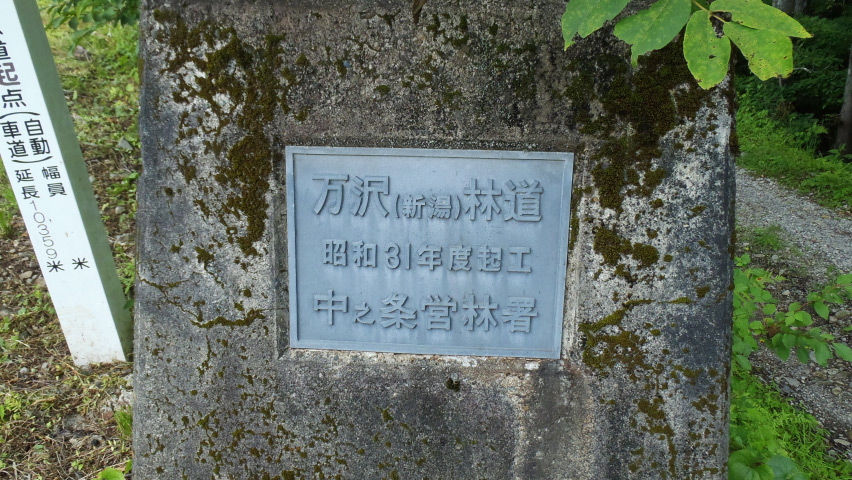 万沢(新湯)林道
昭和31年度起工
中之条営林署
道起点(自動車道)
幅員 米
延長10359米